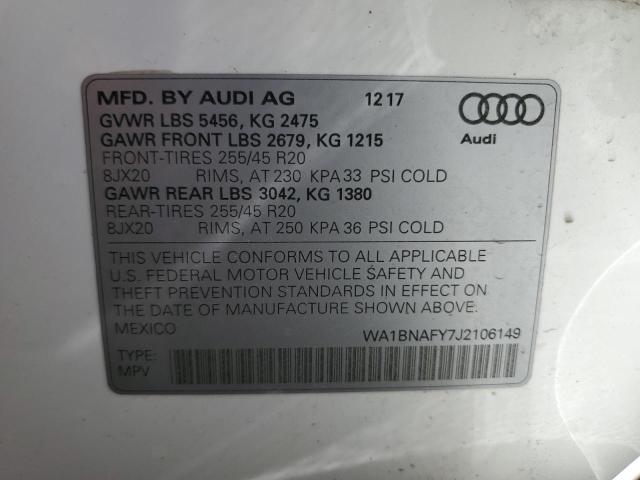 MFD. BY AUDI AG 12 17
GVWR LBS 5456, KG 2475
GAWR FRONT LBS 2679, KG 1215
FRONT-TIRES 255/45 R20
8JX20 RIMS, AT 230 KPA 33 PSI COLD
GAWR REAR LBS 3042, KG 1380
REAR-TIRES 255/45 R20
8JX20 RIMS, AT 250 KPA 36 PSI COLD
Audi
THIS VEHICLE CONFORMS TO ALL APPLICABLE
U.S. FEDERAL MOTOR VEHICLE SAFETY AND
THEFT PREVENTION STANDARDS IN EFFECT ON
THE DATE OF MANUFACTURE SHOWN ABOVE.
MEXICO WA1BNAFY7J2106149
TYPE:
MPV